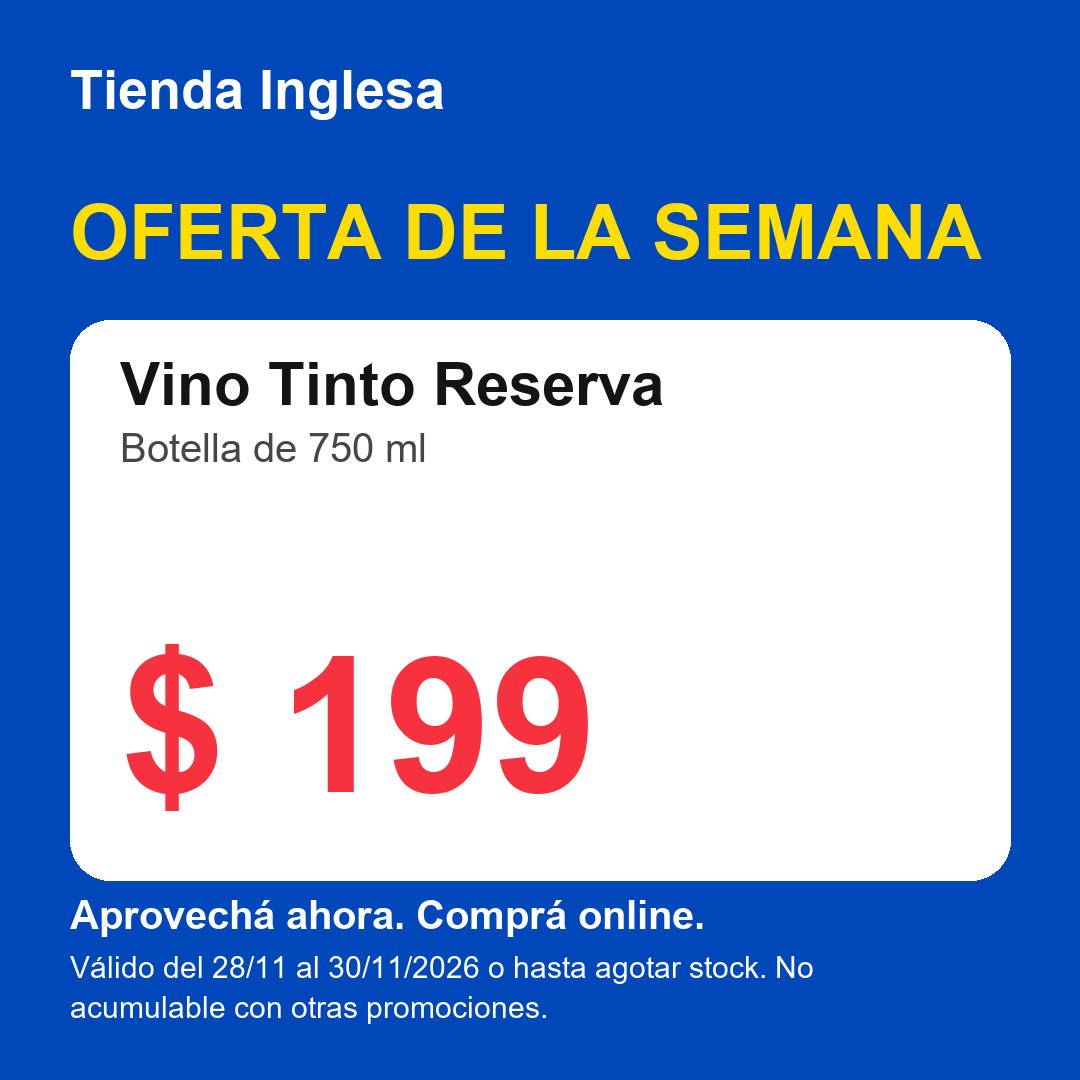 Tienda Inglesa
OFERTA DE LA SEMANA
Vino Tinto Reserva
Botella de 750 ml
$ 199
Aprovechá ahora. Comprá online.
Válido del 28/11 al 30/11/2026 o hasta agotar stock. No
acumulable con otras promociones.